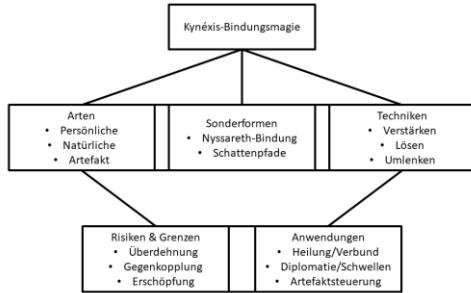 Kynéxis-Bindungsmagie
Arten
• Persönliche
• Natürliche
• Artefakt
Sonderformen
• Nyssareth-Bindung
• Schattenpfade
Techniken
• Verstärken
• Lösen
• Umlenken
Risiken & Grenzen
• Überdehnung
• Gegenkopplung
• Erschöpfung
Anwendungen
• Heilung/Verbund
• Diplomatie/Schwellen
• Artefaktsteuerung